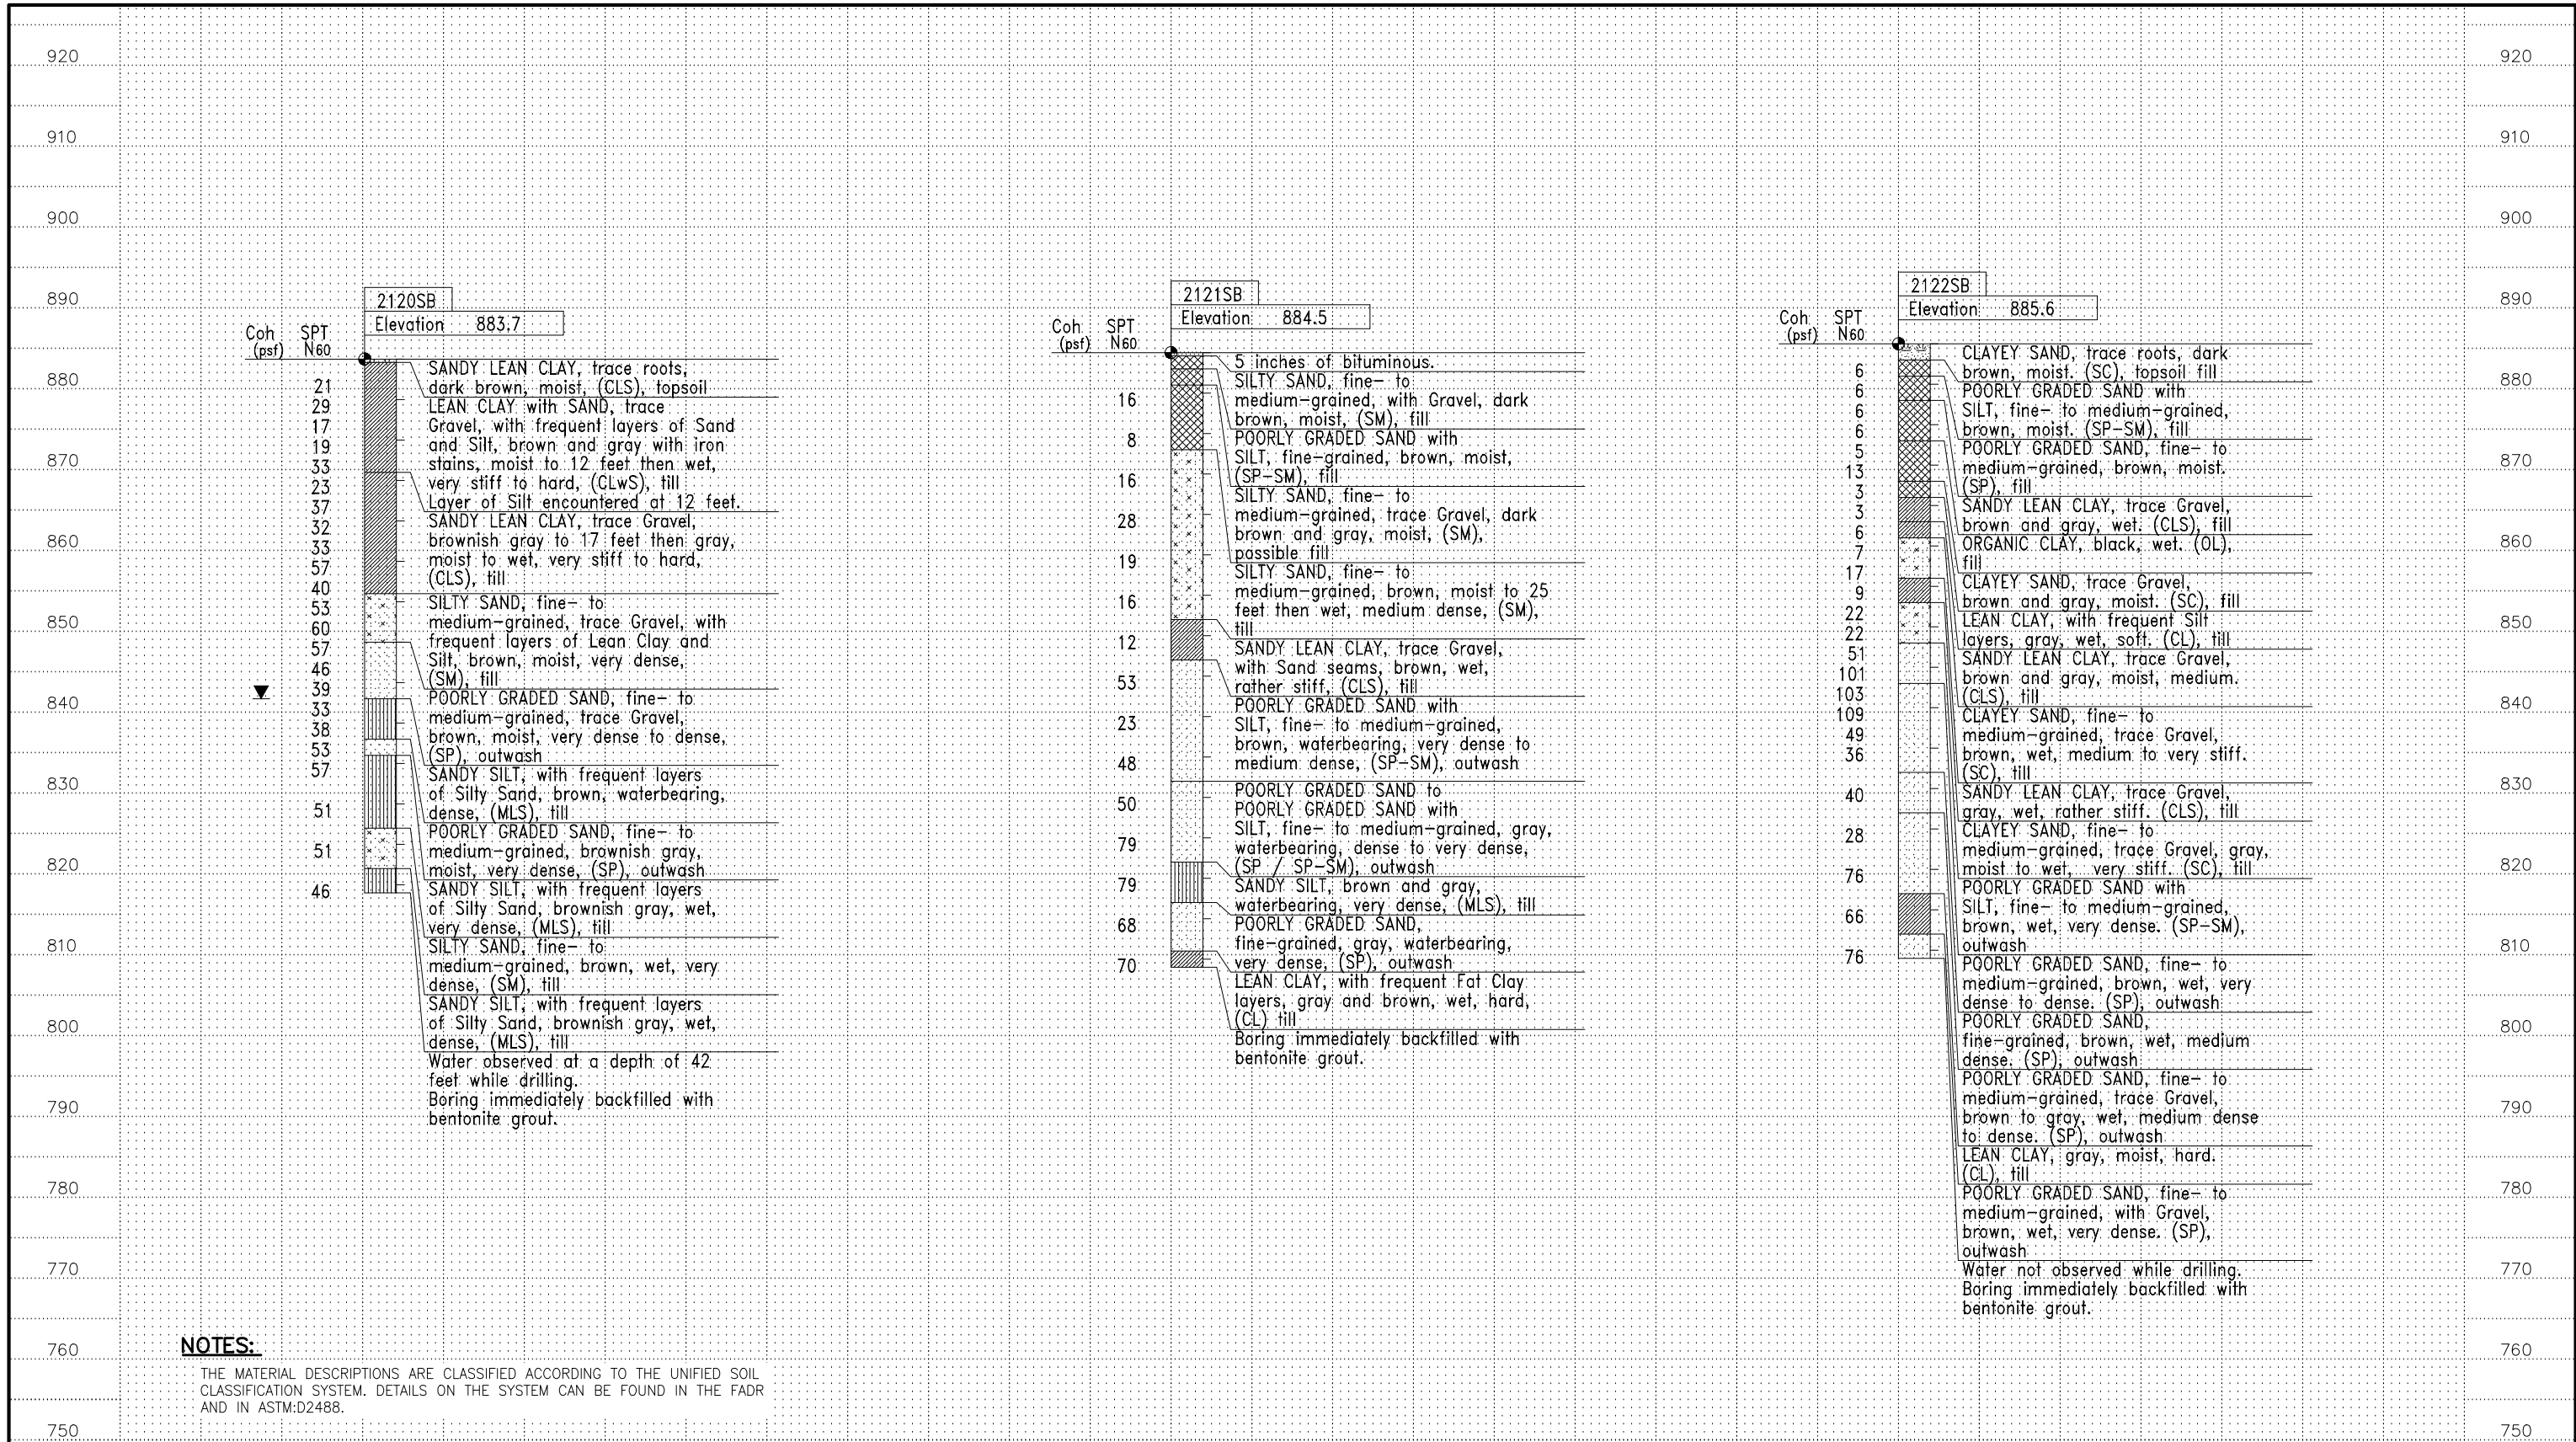 920
910
900
890
880
870
860
850
840
830
820
810
800
790
780
770
760
750
2120SB
Elevation 883.7
Coh (psf)
SPT N60
21
29
17
19
33
23
37
32
33
57
40
53
60
57
46
39
33
38
53
57
51
51
46
SANDY LEAN CLAY, trace roots,
dark brown, moist, (CLS), topsoil
LEAN CLAY with SAND, trace
Gravel, with frequent layers of Sand
and Silt, brown and gray with iron
stains, moist to 12 feet then wet,
very stiff to hard, (CLwS), till
Layer of Silt encountered at 12 feet.
SANDY LEAN CLAY, trace Gravel,
brownish gray to 17 feet then gray,
moist to wet, very stiff to hard,
(CLS), till
SILTY SAND, fine- to
medium-grained, trace Gravel, with
frequent layers of Lean Clay and
Silt, brown, moist, very dense,
(SM), till
POORLY GRADED SAND, fine- to
medium-grained, trace Gravel,
brown, moist, very dense to dense,
(SP), outwash
SANDY SILT, with frequent layers
of Silty Sand, brown, waterbearing,
dense, (MLS), till
POORLY GRADED SAND, fine- to
medium-grained, brownish gray,
moist, very dense, (SP), outwash
SANDY SILT, with frequent layers
of Silty Sand, brownish gray, wet,
very dense, (MLS), till
SILTY SAND, fine- to
medium-grained, brown, wet, very
dense, (SM), till
SANDY SILT, with frequent layers
of Silty Sand, brownish gray, wet,
dense, (MLS), till
Water observed at a depth of 42
feet while drilling.
Boring immediately backfilled with
bentonite grout.
2121SB
Elevation 884.5
Coh (psf)
SPT N60
16
8
16
28
19
16
12
53
23
48
50
79
79
68
70
5 inches of bituminous.
SILTY SAND, fine- to
medium-grained, with Gravel, dark
brown, moist, (SM), fill
POORLY GRADED SAND with
SILT, fine-grained, brown, moist,
(SP-SM), fill
SILTY SAND, fine- to
medium-grained, trace Gravel, dark
brown and gray, moist, (SM),
possible fill
SILTY SAND, fine- to
medium-grained, brown, moist to 25
feet then wet, medium dense, (SM),
till
SANDY LEAN CLAY, trace Gravel,
with Sand seams, brown, wet,
rather stiff, (CLS), till
POORLY GRADED SAND with
SILT, fine- to medium-grained,
brown, waterbearing, very dense to
medium dense, (SP-SM), outwash
POORLY GRADED SAND to
POORLY GRADED SAND with
SILT, fine- to medium-grained, gray,
waterbearing, dense to very dense,
(SP / SP-SM), outwash
SANDY SILT, brown and gray,
waterbearing, very dense, (MLS), till
POORLY GRADED SAND,
fine-grained, gray, waterbearing,
very dense, (SP), outwash
LEAN CLAY, with frequent Fat Clay
layers, gray and brown, wet, hard,
(CL) till
Boring immediately backfilled with
bentonite grout.
2122SB
Elevation 885.6
Coh (psf)
SPT N60
6
6
6
6
5
13
3
3
6
7
17
9
22
22
51
101
103
109
49
36
40
28
76
66
76
CLAYEY SAND, trace roots, dark
brown, moist. (SC), topsoil fill
POORLY GRADED SAND with
SILT, fine- to medium-grained,
brown, moist. (SP-SM), fill
POORLY GRADED SAND, fine- to
medium-grained, brown, moist.
(SP), fill
SANDY LEAN CLAY, trace Gravel,
brown and gray, wet. (CLS), fill
ORGANIC CLAY, black, wet. (OL),
fill
CLAYEY SAND, trace Gravel,
brown and gray, moist. (SC), fill
LEAN CLAY, with frequent Silt
layers, gray, wet, soft. (CL), till
SANDY LEAN CLAY, trace Gravel,
brown and gray, moist, medium.
(CLS), till
CLAYEY SAND, fine- to
medium-grained, trace Gravel,
brown, wet, medium to very stiff.
(SC), till
SANDY LEAN CLAY, trace Gravel,
gray, wet, rather stiff. (CLS), till
CLAYEY SAND, fine- to
medium-grained, trace Gravel, gray,
moist to wet, very stiff. (SC), till
POORLY GRADED SAND with
SILT, fine- to medium-grained,
brown, wet, very dense. (SP-SM),
outwash
POORLY GRADED SAND, fine- to
medium-grained, brown, wet, very
dense to dense. (SP), outwash
POORLY GRADED SAND,
fine-grained, brown, wet, medium
dense. (SP), outwash
POORLY GRADED SAND, fine- to
medium-grained, trace Gravel,
brown to gray, wet, medium dense
to dense. (SP), outwash
LEAN CLAY, gray, moist, hard.
(CL), till
POORLY GRADED SAND, fine- to
medium-grained, with Gravel,
brown, wet, very dense. (SP),
outwash
Water not observed while drilling.
Boring immediately backfilled with
bentonite grout.
920
910
900
890
880
870
860
850
840
830
820
810
800
790
780
770
760
750
NOTES:
THE MATERIAL DESCRIPTIONS ARE CLASSIFIED ACCORDING TO THE UNIFIED SOIL
CLASSIFICATION SYSTEM. DETAILS ON THE SYSTEM CAN BE FOUND IN THE FADR
AND IN ASTM:D2488.